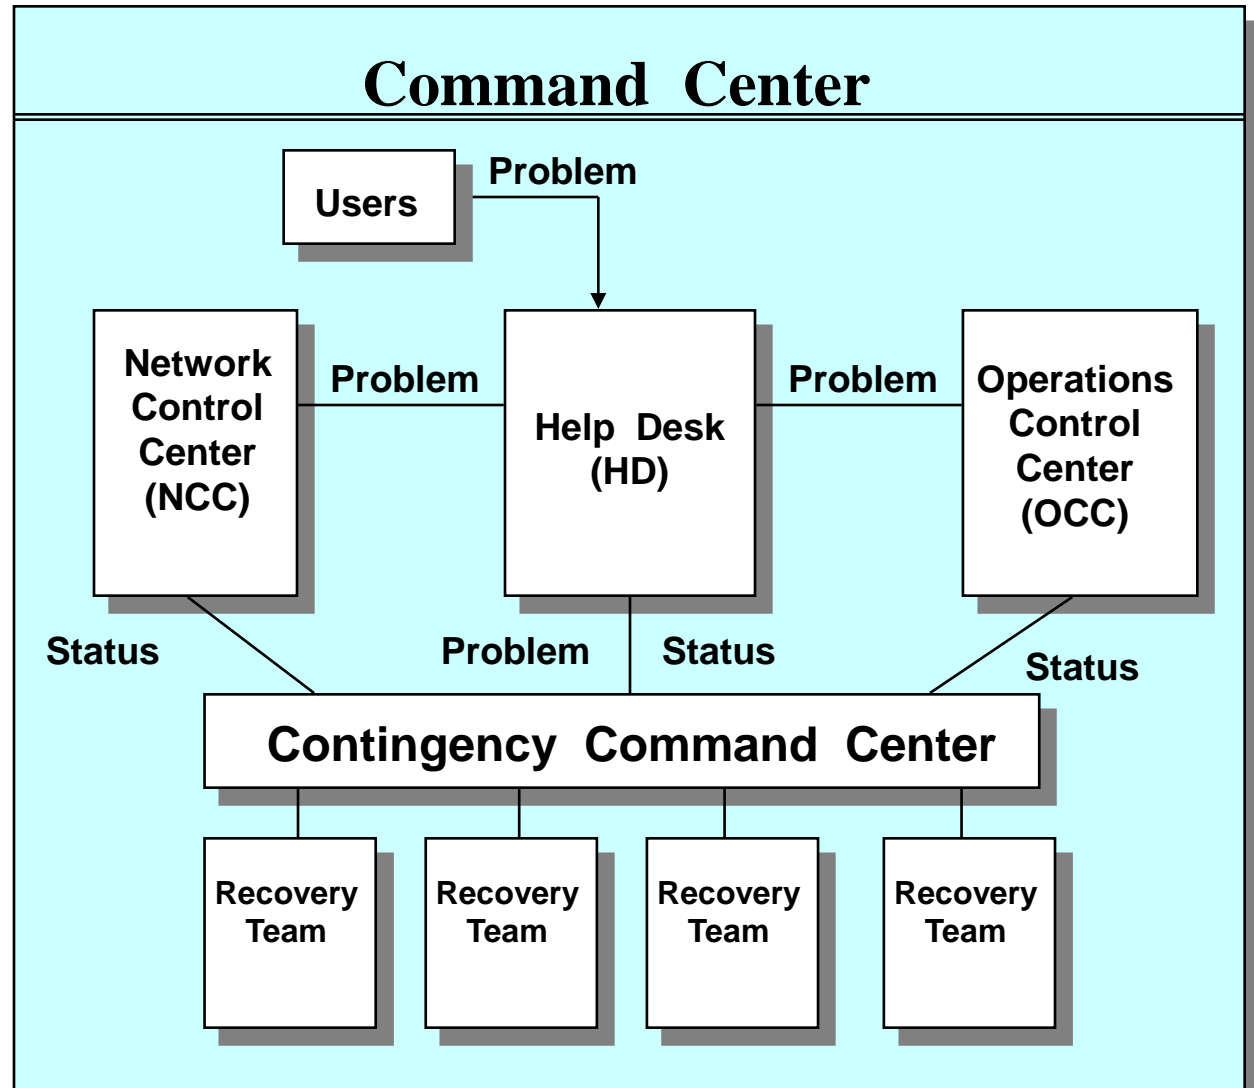 Command Center
Problem
Users
Network
Control
Center
(NCC)
Problem
Help Desk
(HD)
Problem
Operations
Control
Center
(OCC)
Status
Problem
Status
Status
Contingency Command Center
Recovery
Team
Recovery
Team
Recovery
Team
Recovery
Team